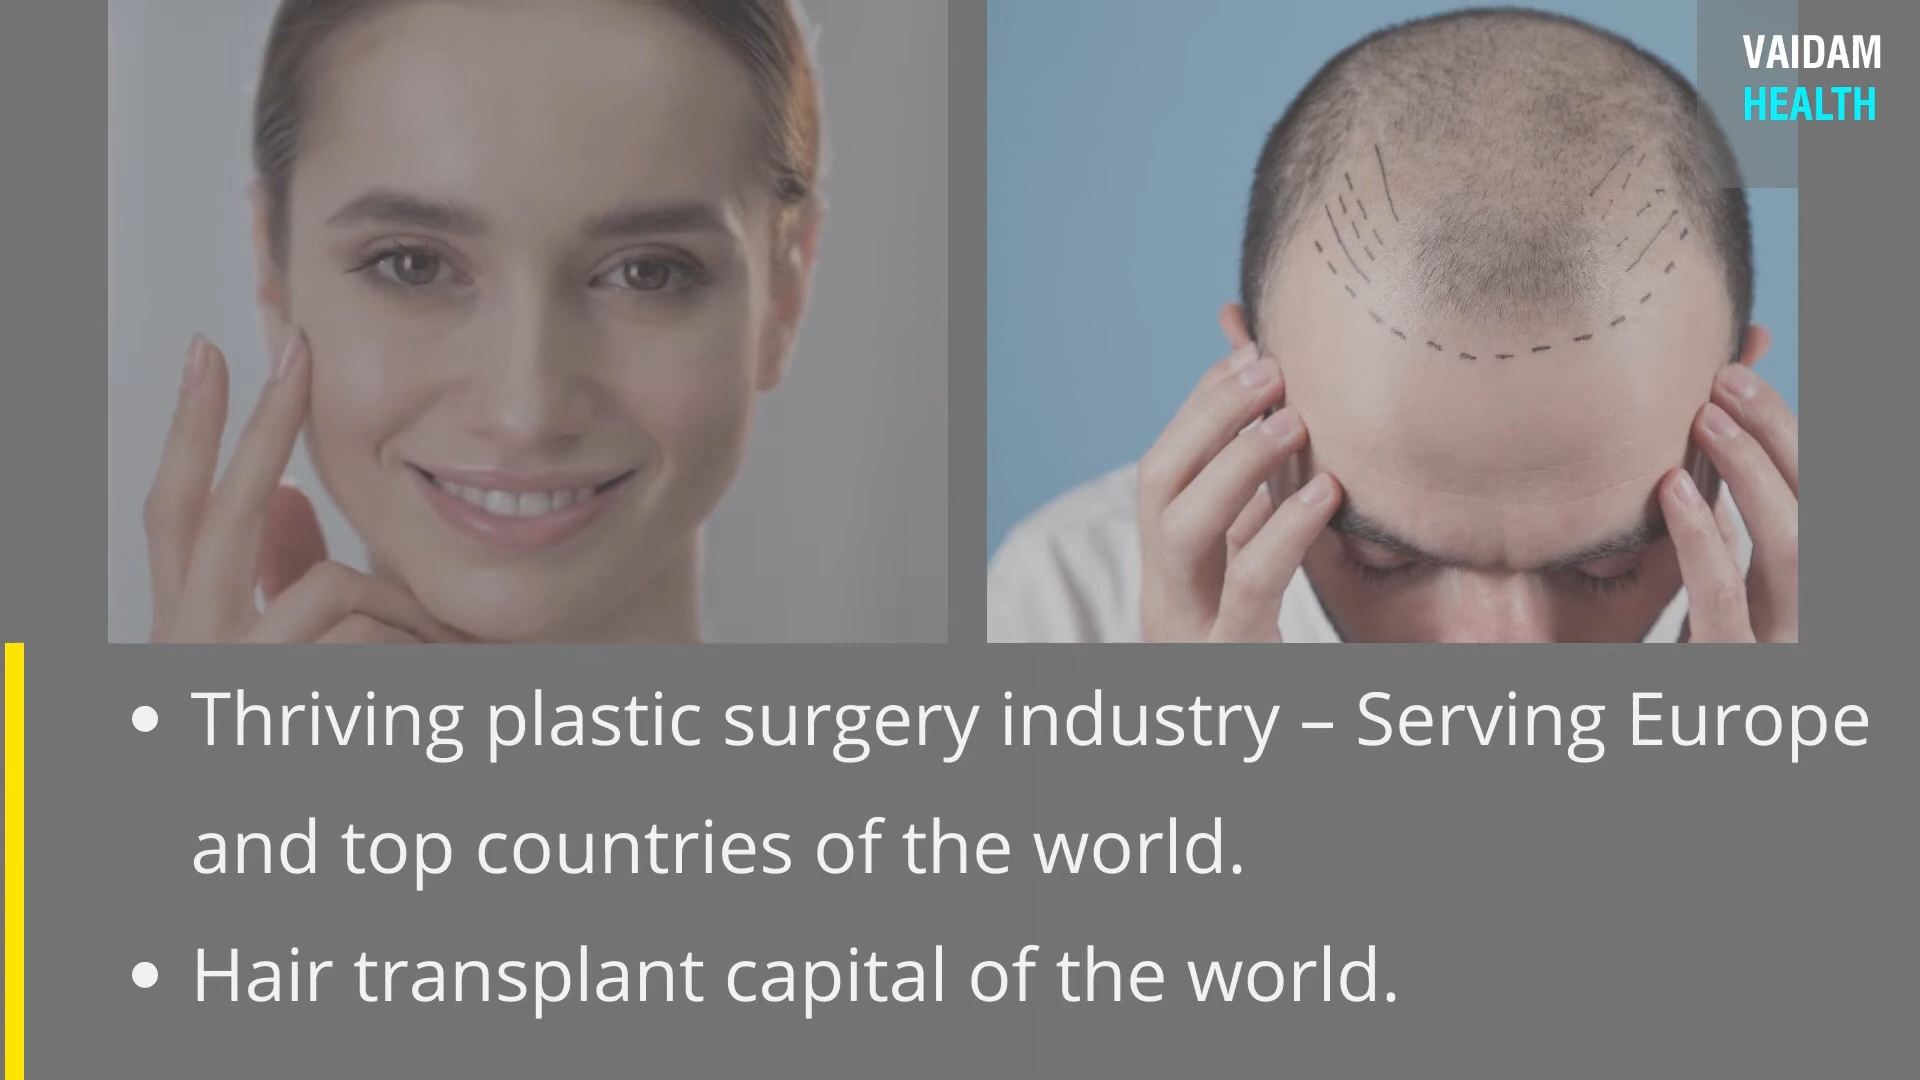 VAIDAM
HEALTH
• Thriving plastic surgery industry – Serving Europe
and top countries of the world.
• Hair transplant capital of the world.